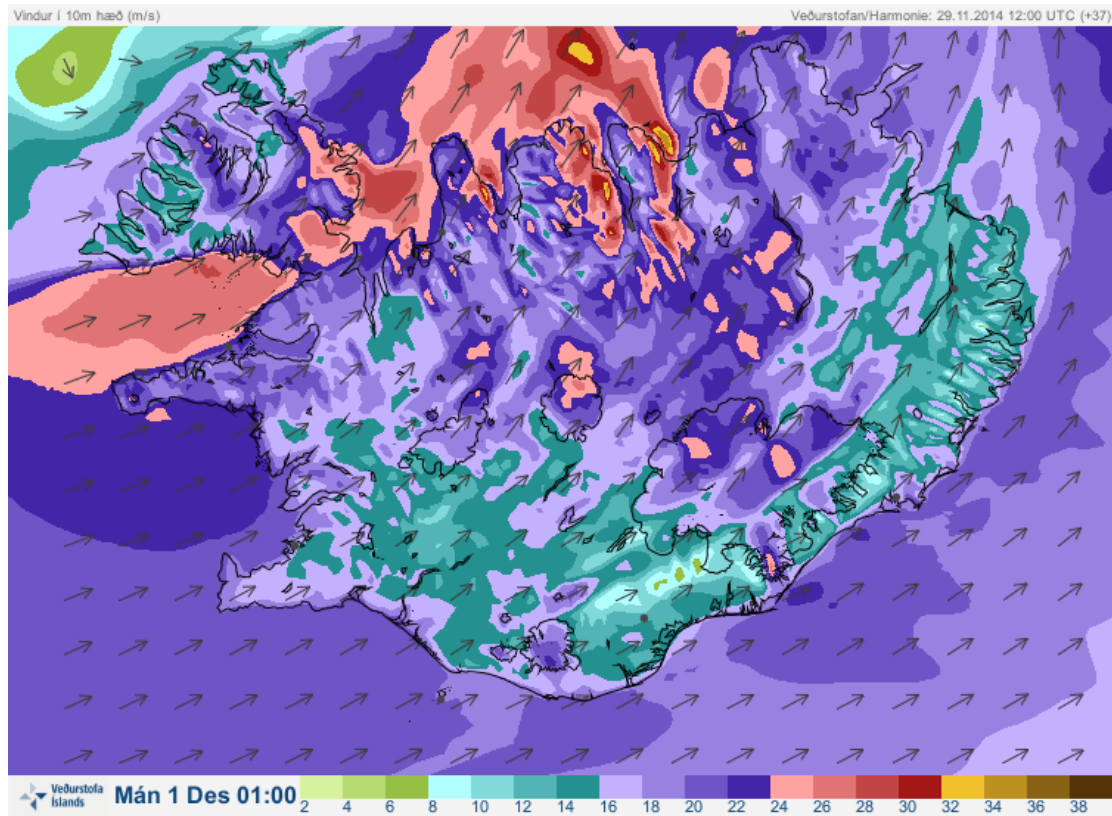 Vindur í 10m hæð (m/s)
Veðurstofan/Harmonie: 29.11.2014 12:00 UTC (+37)
Veðurstofa
Íslands
Mán 1 Des 01:00
2 4 6 8 10 12 14 16 18 20 22 24 26 28 30 32 34 36 38